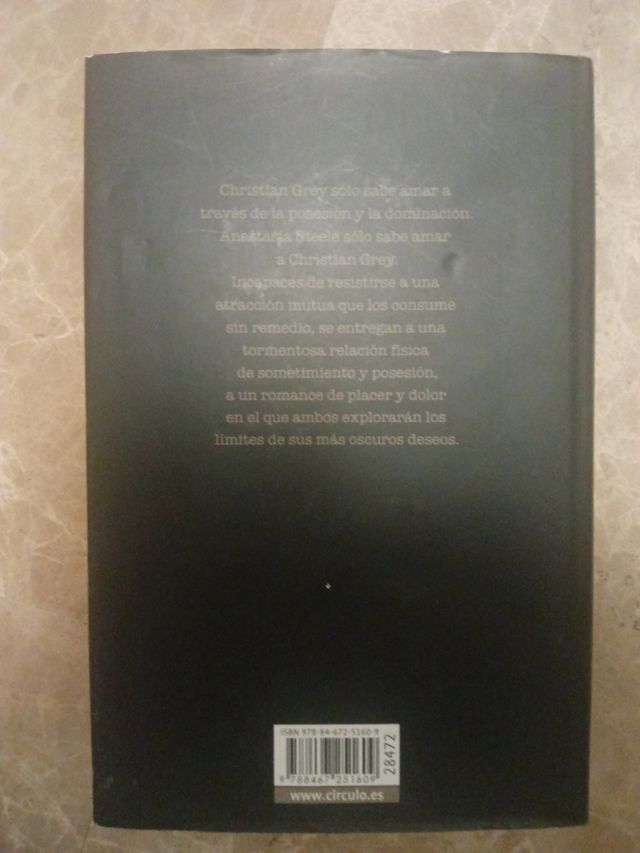 Christian Grey sólo sabe amar a
través de la posesión y la dominación.
Anastasia Steele sólo sabe amar
a Christian Grey.
Incapaces de resistirse a una
atracción mutua que los consume
sin remedio, se entregan a una
tormentosa relación física
de sometimiento y posesión,
a un romance de placer y dolor
en el que ambos explorarán los
límites de sus más oscuros deseos.
ISBN 978-84-672-5160-9
9 788467 251609
28472
www.circulo.es